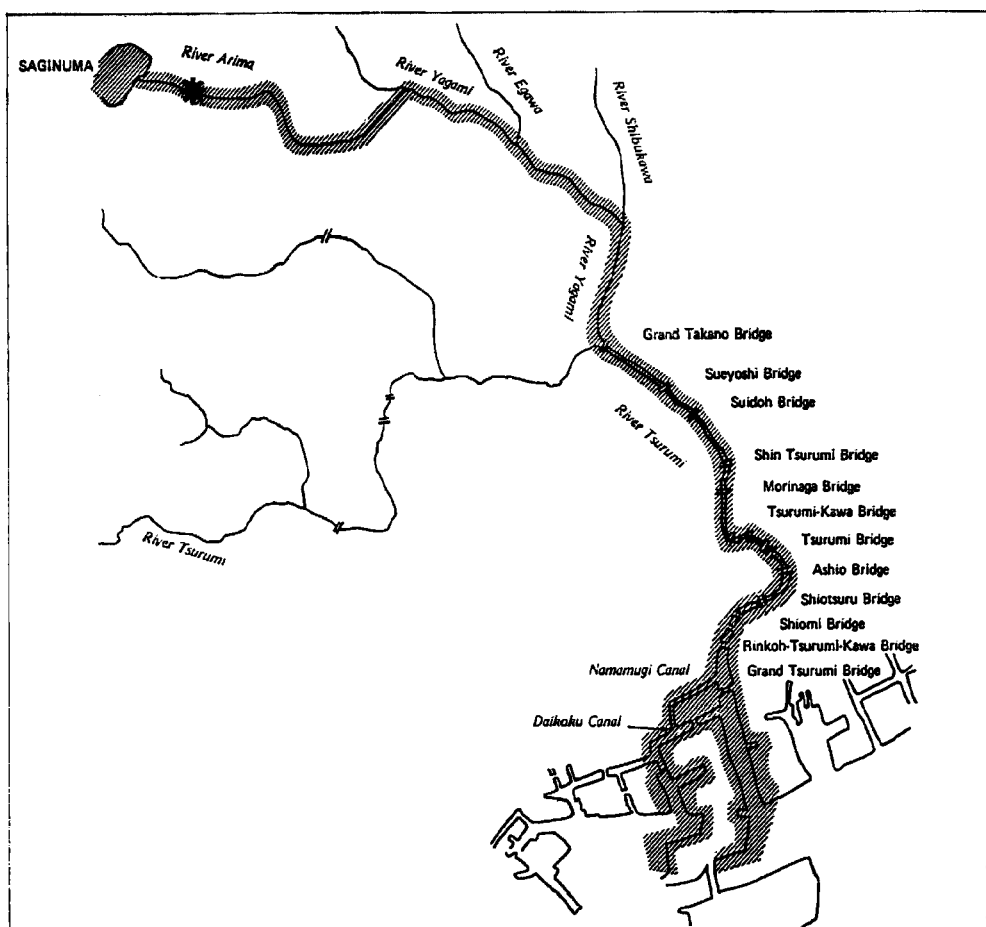 SAGINUMA
River Arima
River Yagami
River Egawa
River Shibukawa
River Yagami
Grand Takano Bridge
Sueyoshi Bridge
Suidoh Bridge
River Tsurumi
Shin Tsurumi Bridge
Morinaga Bridge
Tsurumi-Kawa Bridge
Tsurumi Bridge
River Tsurumi
Ashio Bridge
Shiotsuru Bridge
Shiomi Bridge
Rinkoh-Tsurumi-Kawa Bridge
Namamugi Canal
Grand Tsurumi Bridge
Daikoku Canal